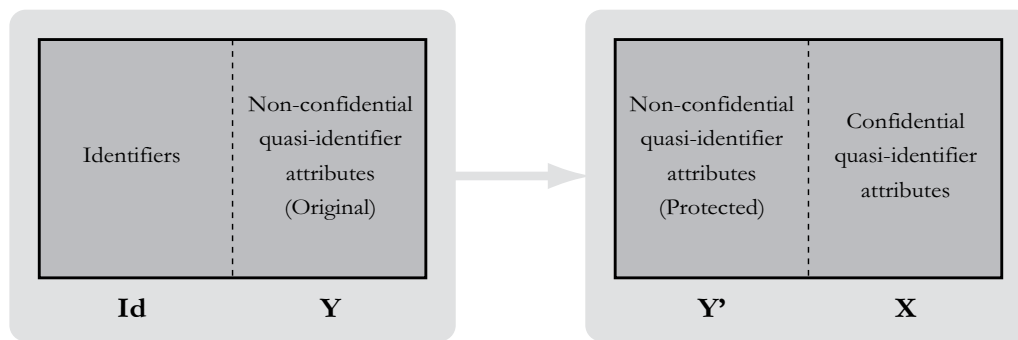 Identifiers
Non-confidential
quasi-identifier
attributes
(Original)
Id
Y
Non-confidential
quasi-identifier
attributes
(Protected)
Confidential
quasi-identifier
attributes
Y’
X